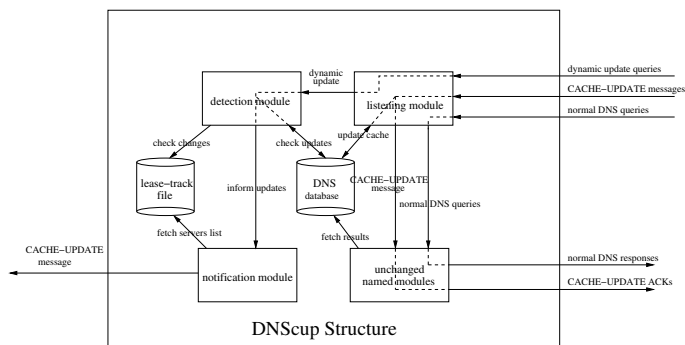 dynamic update queries
dynamic
update
CACHE−UPDATE messages
detection module
listening module
normal DNS queries
check changes
check updates
update cache
lease−track
file
DNS
database
CACHE−UPDATE
message
inform updates
normal DNS queries
fetch servers list
fetch results
CACHE−UPDATE
message
notification module
unchanged
named modules
normal DNS responses
CACHE−UPDATE ACKs
DNScup Structure